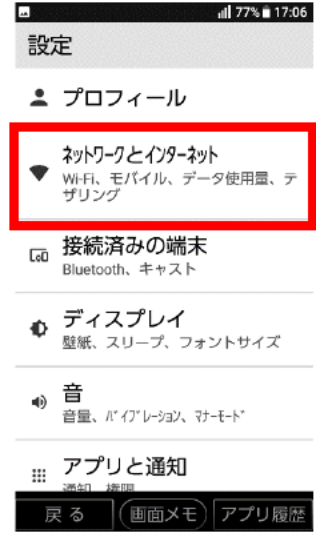 77% 17:06
設定
プロフィール
ネットワークとインターネット
Wi-Fi、モバイル、データ使用量、テ
ザリング
接続済みの端末
Bluetooth、キャスト
ディスプレイ
壁紙、スリープ、フォントサイズ
音
音量、バイブレーション、マナーモード
アプリと通知
通知、権限
戻る 画面メモ アプリ履歴